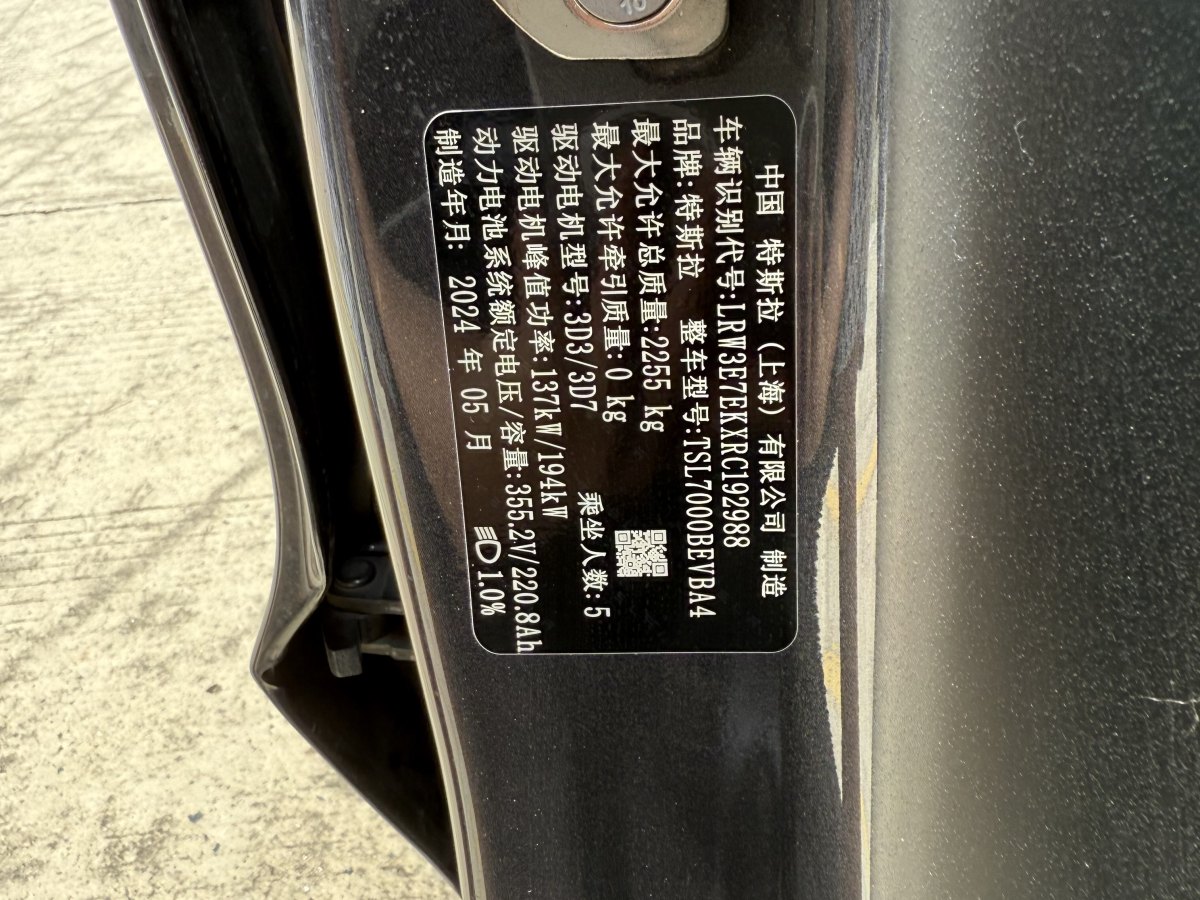 10
中国 特斯拉（上海）有限公司 制造
车辆识别代号:LRW3E7EKXRC192988
品牌:特斯拉 整车型号:TSL7000BEVBA4
最大允许总质量:2255 kg
最大允许牵引质量:0 kg
驱动电机型号:3D3/3D7 乘坐人数:5
驱动电机峰值功率:137kW/194kW
动力电池系统额定电压/容量:355.2V/220.8Ah
制造年月: 2024 年 05 月 1.0%